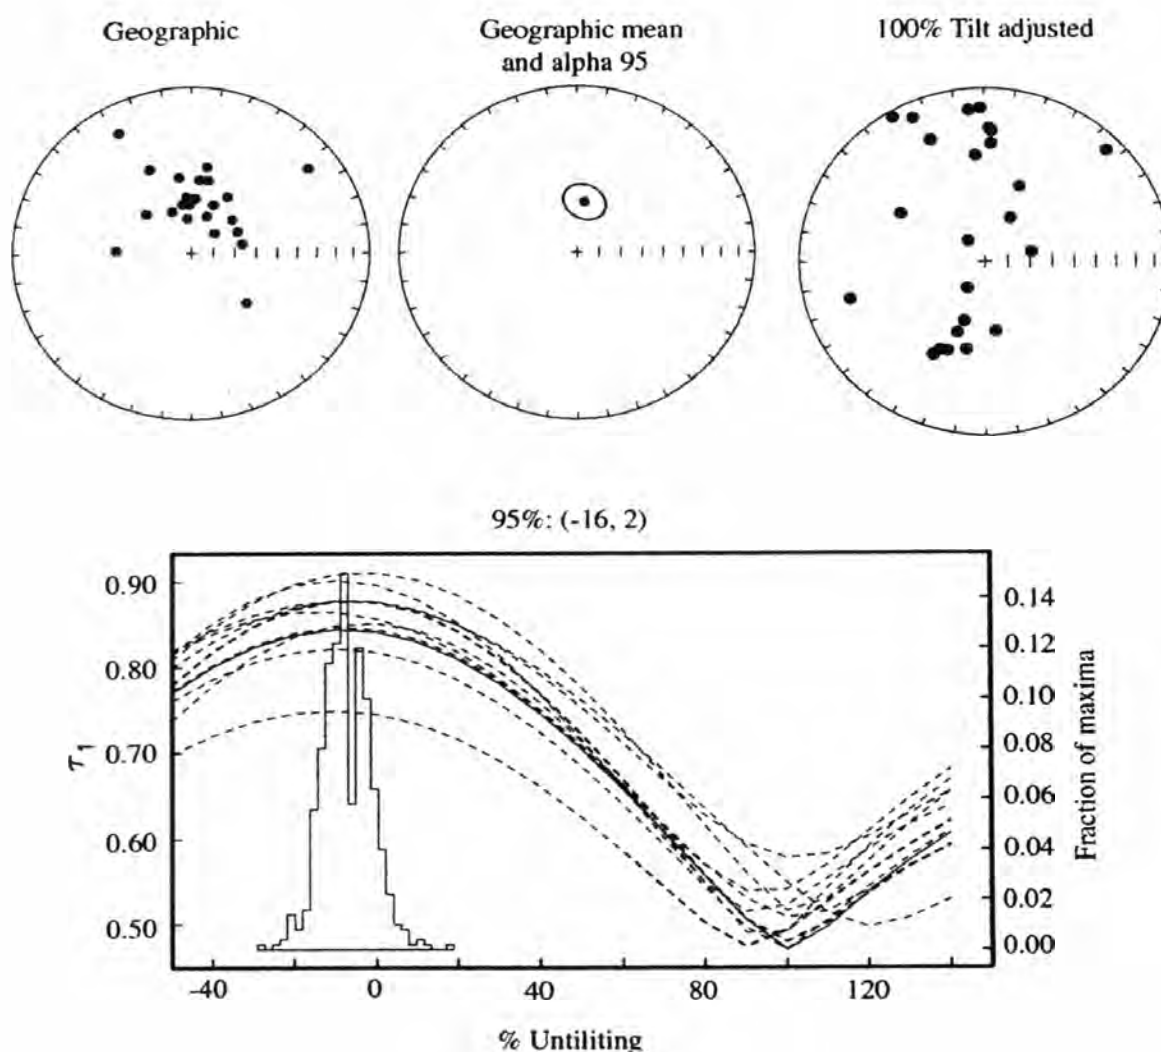 Geographic
Geographic mean
and alpha 95
100% Tilt adjusted
95%: (-16, 2)
0.90
0.80
0.70
0.60
0.50
τ1
0.14
0.12
0.10
0.08
0.06
0.04
0.02
0.00
Fraction of maxima
-40
0
40
80
120
% Untiliting